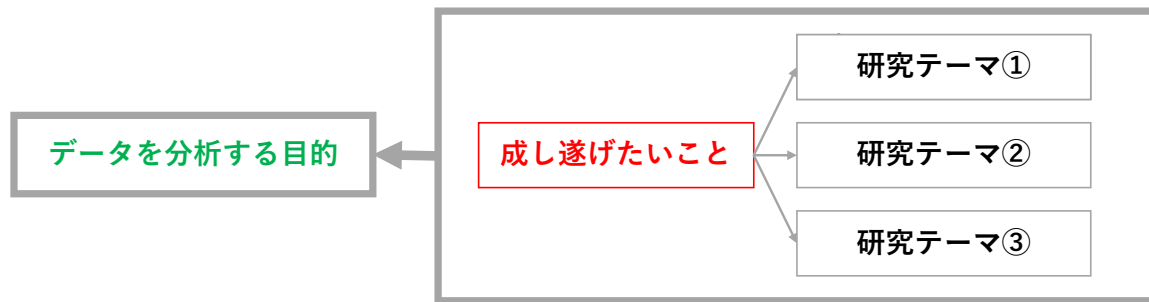 データを分析する目的
成し遂げたいこと
研究テーマ①
研究テーマ②
研究テーマ③